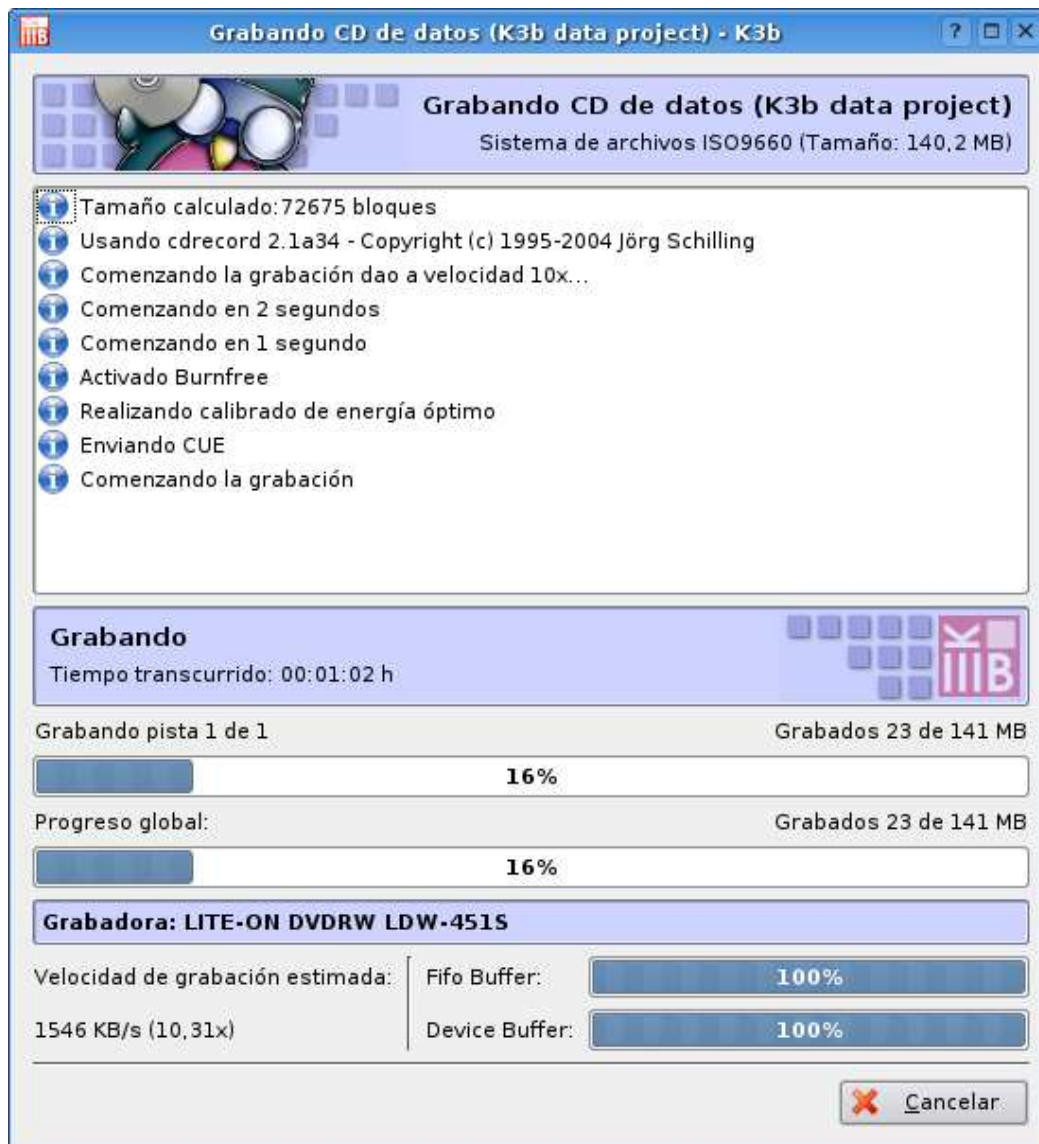 Grabando CD de datos (K3b data project) - K3b
Grabando CD de datos (K3b data project)
Sistema de archivos ISO9660 (Tamaño: 140,2 MB)
Tamaño calculado:72675 bloques
Usando cdrecord 2.1a34 - Copyright (c) 1995-2004 Jörg Schilling
Comenzando la grabación dao a velocidad 10x...
Comenzando en 2 segundos
Comenzando en 1 segundo
Activado Burnfree
Realizando calibrado de energía óptimo
Enviando CUE
Comenzando la grabación
Grabando
Tiempo transcurrido: 00:01:02 h
Grabando pista 1 de 1 Grabados 23 de 141 MB
16%
Progreso global: Grabados 23 de 141 MB
16%
Grabadora: LITE-ON DVDRW LDW-451S
Velocidad de grabación estimada: Fifo Buffer: 100%
1546 KB/s (10,31x) Device Buffer: 100%
Cancelar